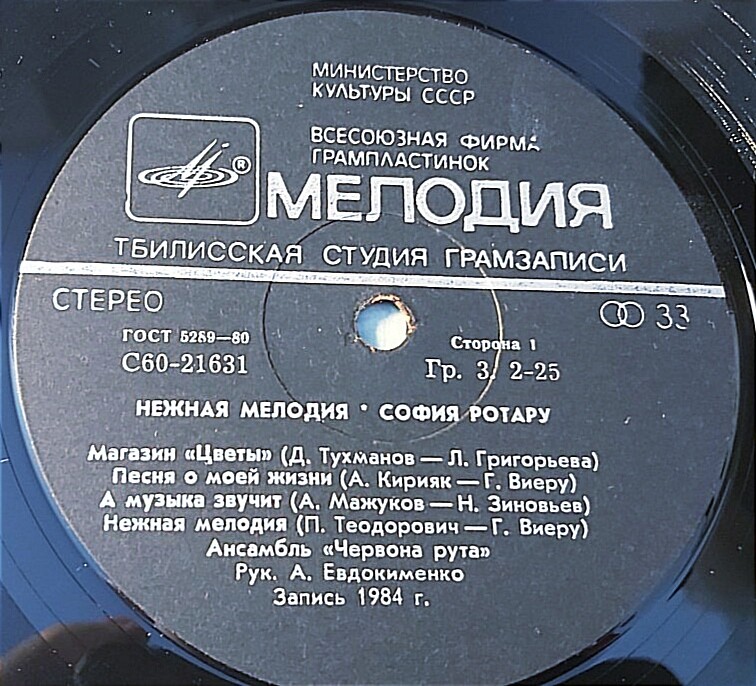 МИНИСТЕРСТВО
КУЛЬТУРЫ СССР
ВСЕСОЮЗНАЯ ФИРМА
ГРАМПЛАСТИНОК
®
МЕЛОДИЯ
ТБИЛИССКАЯ СТУДИЯ ГРАМЗАПИСИ
СТЕРЕО
33
ГОСТ 5289—80
Сторона 1
С60-21631
Гр. 3. 2-25
НЕЖНАЯ МЕЛОДИЯ * СОФИЯ РОТАРУ
Магазин «Цветы» (Д. Тухманов — Л. Григорьева)
Песня о моей жизни (А. Кирияк — Г. Виеру)
А музыка звучит (А. Мажуков — Н. Зиновьев)
Нежная мелодия (П. Теодорович — Г. Виеру)
Ансамбль «Червона рута»
Рук. А. Евдокименко
Запись 1984 г.